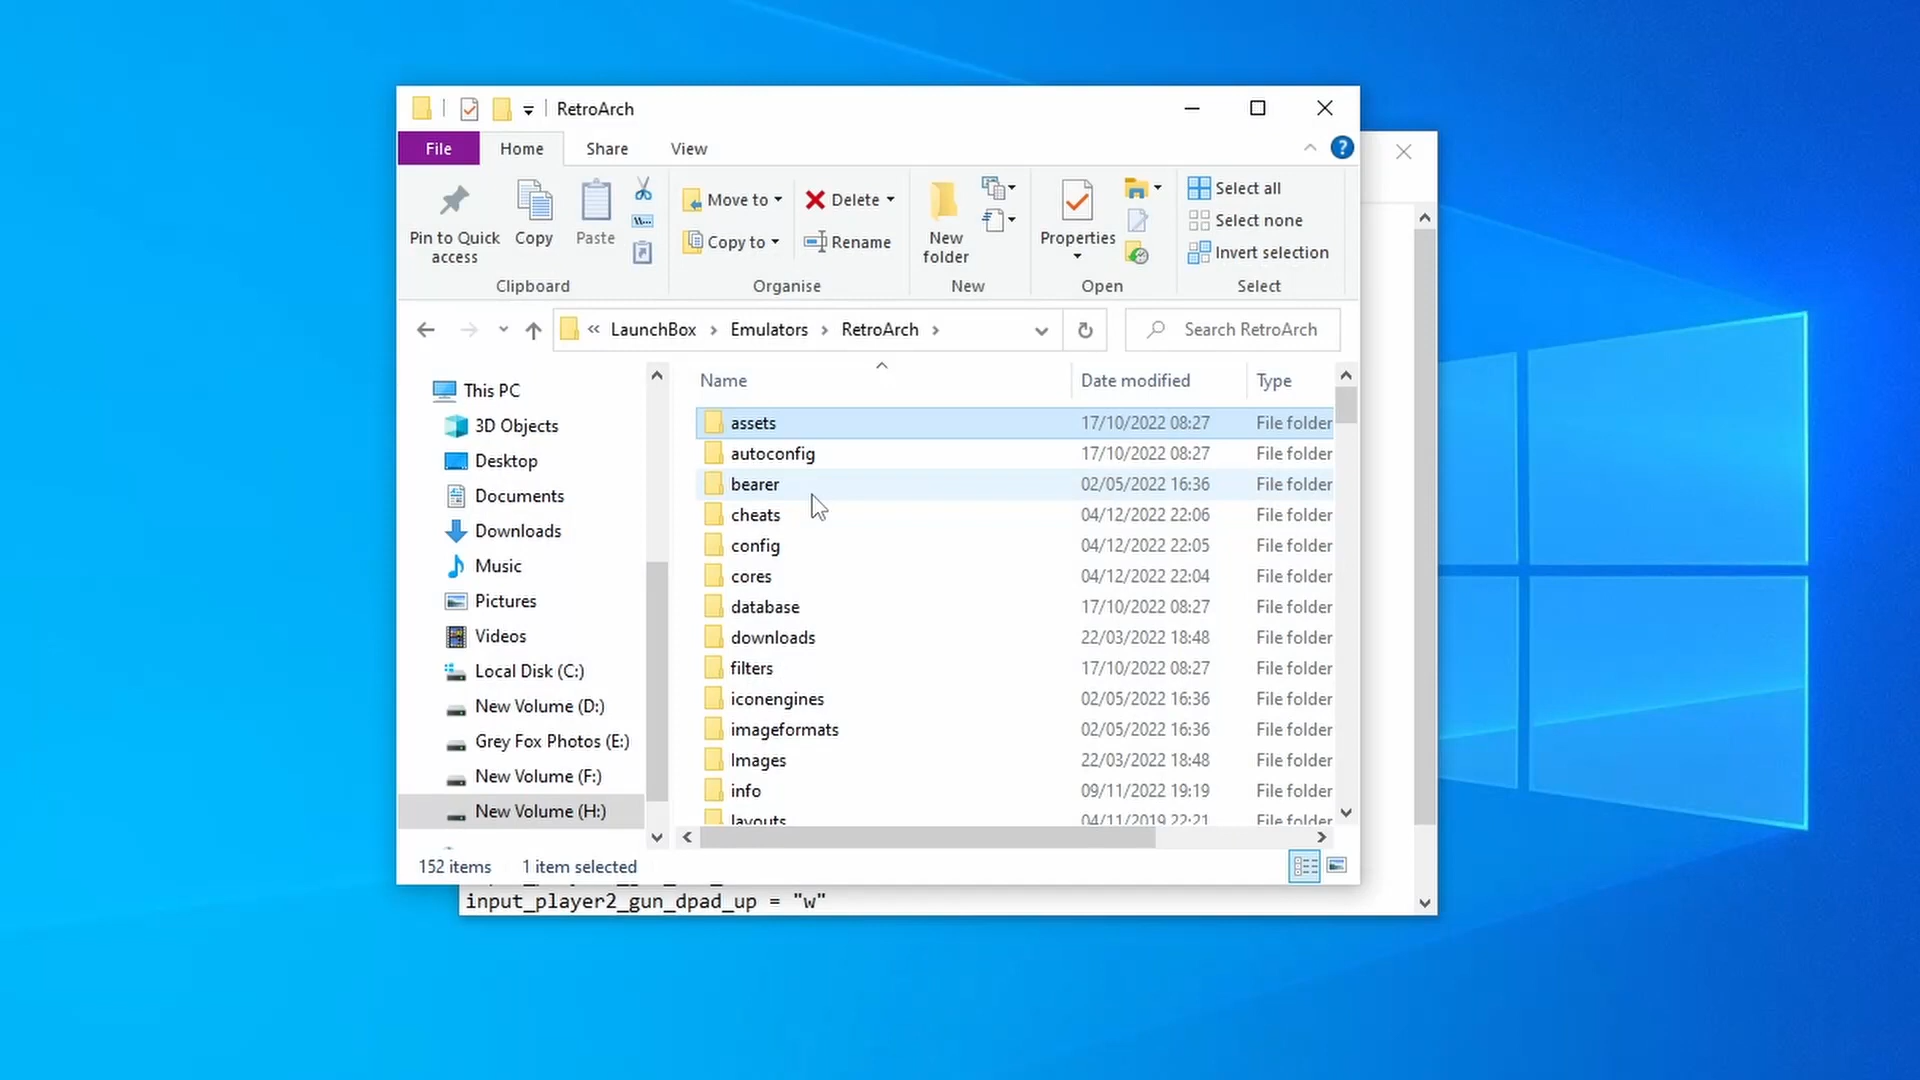 RetroArch
File Home Share View
Pin to Quick access
Copy
Paste
Move to
Copy to
Delete
Rename
New folder
Properties
Select all
Select none
Invert selection
Clipboard Organise New Open Select
« LaunchBox > Emulators > RetroArch >
Search RetroArch
This PC
3D Objects
Desktop
Documents
Downloads
Music
Pictures
Videos
Local Disk (C:)
New Volume (D:)
Grey Fox Photos (E:)
New Volume (F:)
New Volume (H:)
Name Date modified Type
assets 17/10/2022 08:27 File folder
autoconfig 17/10/2022 08:27 File folder
bearer 02/05/2022 16:36 File folder
cheats 04/12/2022 22:06 File folder
config 04/12/2022 22:05 File folder
cores 04/12/2022 22:04 File folder
database 17/10/2022 08:27 File folder
downloads 22/03/2022 18:48 File folder
filters 17/10/2022 08:27 File folder
iconengines 02/05/2022 16:36 File folder
imageformats 02/05/2022 16:36 File folder
Images 22/03/2022 18:48 File folder
info 09/11/2022 19:19 File folder
layouts 04/11/2019 22:21 File folder
152 items 1 item selected
input_player2_gun_dpad_up = "w"